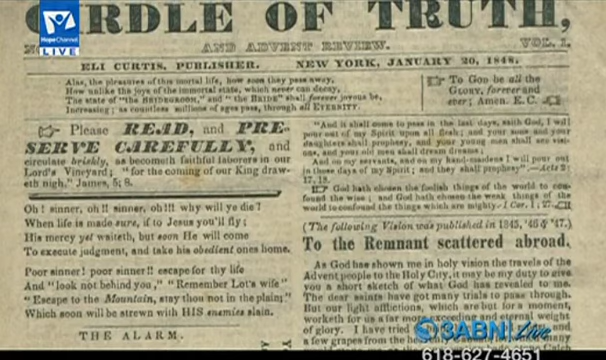 HopeChannel
LIVE
GIRDLE OF TRUTH,
AND ADVENT REVIEW. VOL. I.
ELI CURTIS, PUBLISHER. NEW YORK, JANUARY 20, 1848.
Alas, the pleasures of this mortal life, how soon they pass away,
How unlike the joys of the immortal state, which never can decay,
The state of "the BRIDEGROOM," and "the BRIDE" shall forever joyous be,
Increasing; as countless millions of ages pass, through all ETERNITY.
To God be all the
GLORY, forever and
ever; Amen. E.C.
Please READ, and PRE-
SERVE CAREFULLY, and
circulate briskly, as becometh faithful laborers in our
Lord's Vineyard; "for the coming of our King draw-
eth nigh." James, 5; 8.
Oh! sinner, oh!! sinner, oh!!! why will ye die?
When life is made sure, if to Jesus you'll fly;
His mercy yet waiteth, but soon He will come
To execute judgment, and take his obedient ones home.
Poor sinner! poor sinner!! escape for thy life
And "look not behind you," "Remember Lot's wife"
"Escape to the Mountain, stay thou not in the plain;"
Which soon will be strewn with HIS enemies slain.
THE ALARM.
"And it shall come to pass in the last days, saith God, I will
pour out of my Spirit upon all flesh; and your sons and your
daughters shall prophesy, and your young men shall see vis-
ions, and your old men shall dream dreams;
And on my servants, and on my hand-maidens I will pour out
in those days of my Spirit; and they shall prophesy"—Acts 2
17, 18.
God hath chosen the foolish things of the world to con-
found the wise; and God hath chosen the weak things of the
world to confound the things which are mighty.-1 Cor. 1; 27.
(The following Vision was published in 1845, '46 & '47.)
To the Remnant scattered abroad.
As God has shown me in holy vision the travels of the
Advent people to the Holy City, it may be my duty to give
you a short sketch of what God has revealed to me.
The dear saints have got many trials to pass through.
But our light afflictions, which are but for a moment,
worketh for us a far more exceeding and eternal weight
of glory. I have tried
a few grapes from the
3ABN Live
618-627-4651